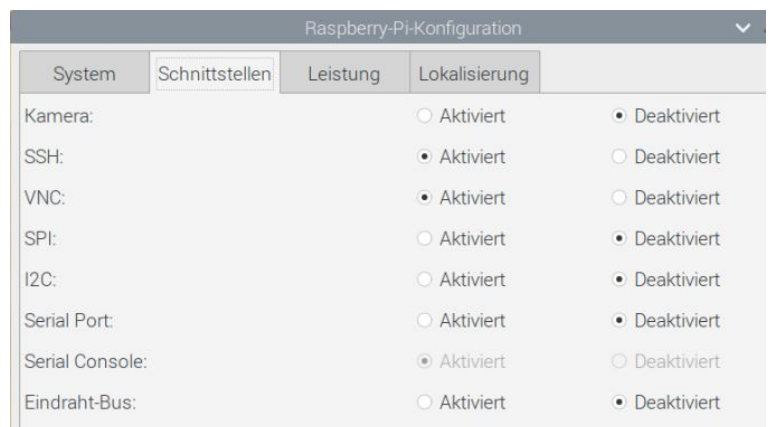 Raspberry-Pi-Konfiguration
System Schnittstellen Leistung Lokalisierung
Kamera: Aktiviert Deaktiviert
SSH: Aktiviert Deaktiviert
VNC: Aktiviert Deaktiviert
SPI: Aktiviert Deaktiviert
I2C: Aktiviert Deaktiviert
Serial Port: Aktiviert Deaktiviert
Serial Console: Aktiviert Deaktiviert
Eindraht-Bus: Aktiviert Deaktiviert